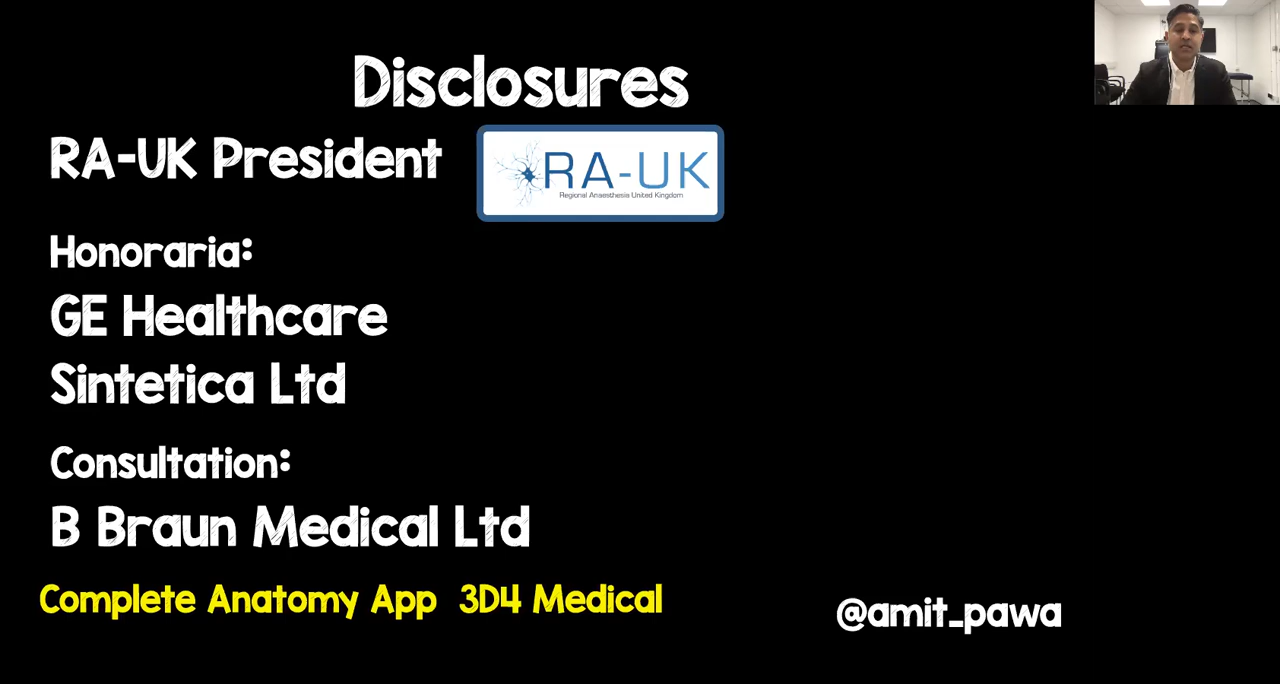 Disclosures
RA-UK President
RA-UK
Regional Anaesthesia United Kingdom
Honoraria:
GE Healthcare
Sintetica Ltd
Consultation:
B Braun Medical Ltd
Complete Anatomy App 3D4 Medical
@amit_pawa